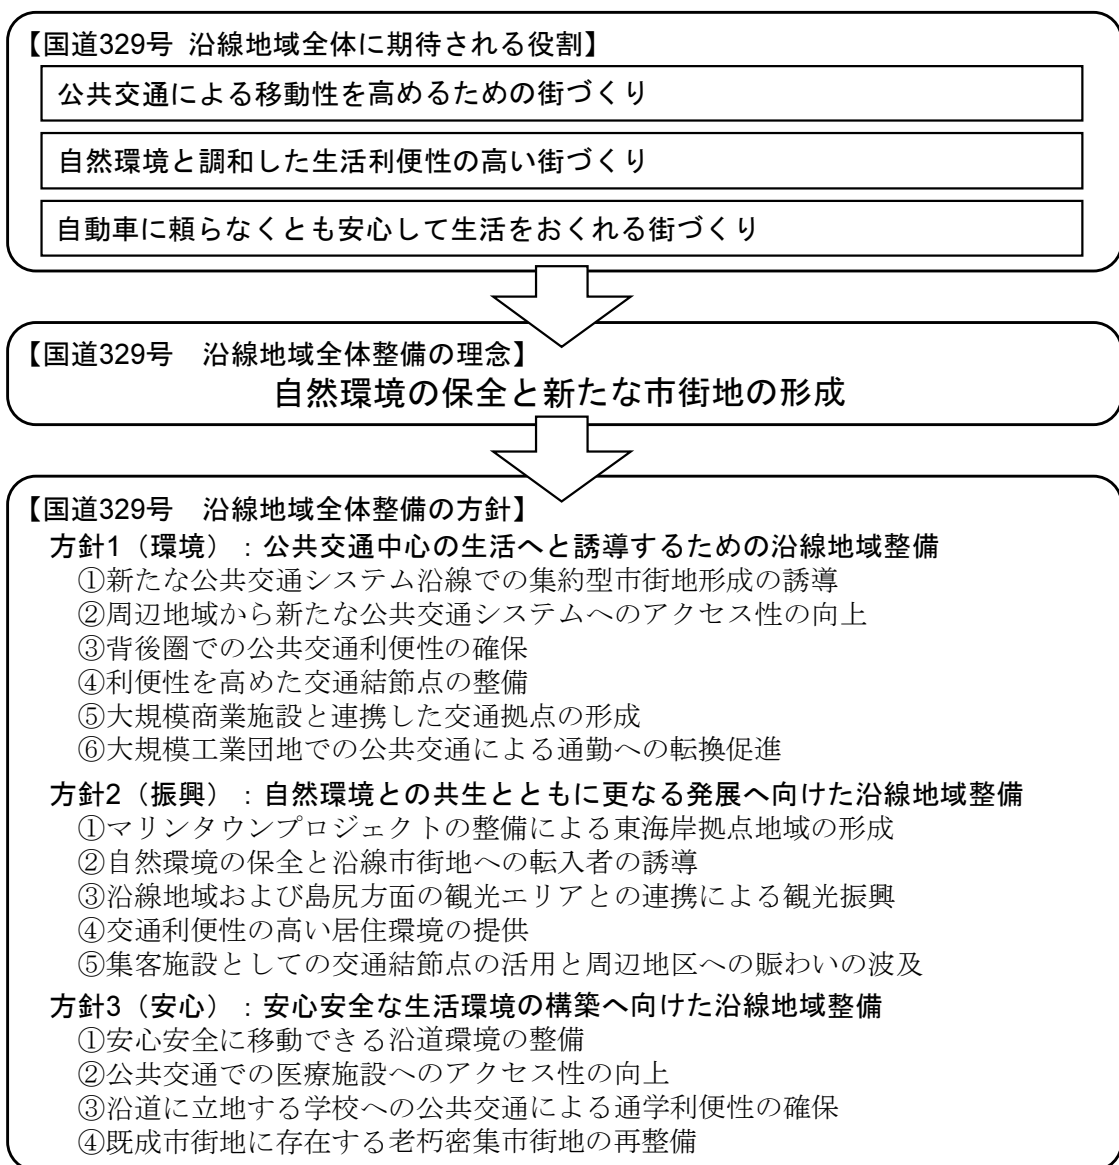 【国道329号 沿線地域全体に期待される役割】
公共交通による移動性を高めるための街づくり
自然環境と調和した生活利便性の高い街づくり
自動車に頼らなくとも安心して生活をおくれる街づくり
【国道329号　沿線地域全体整備の理念】
自然環境の保全と新たな市街地の形成
【国道329号　沿線地域全体整備の方針】
方針1（環境）：公共交通中心の生活へと誘導するための沿線地域整備
①新たな公共交通システム沿線での集約型市街地形成の誘導
②周辺地域から新たな公共交通システムへのアクセス性の向上
③背後圏での公共交通利便性の確保
④利便性を高めた交通結節点の整備
⑤大規模商業施設と連携した交通拠点の形成
⑥大規模工業団地での公共交通による通勤への転換促進
方針2（振興）：自然環境との共生とともに更なる発展へ向けた沿線地域整備
①マリンタウンプロジェクトの整備による東海岸拠点地域の形成
②自然環境の保全と沿線市街地への転入者の誘導
③沿線地域および島尻方面の観光エリアとの連携による観光振興
④交通利便性の高い居住環境の提供
⑤集客施設としての交通結節点の活用と周辺地区への賑わいの波及
方針3（安心）：安心安全な生活環境の構築へ向けた沿線地域整備
①安心安全に移動できる沿道環境の整備
②公共交通での医療施設へのアクセス性の向上
③沿道に立地する学校への公共交通による通学利便性の確保
④既成市街地に存在する老朽密集市街地の再整備